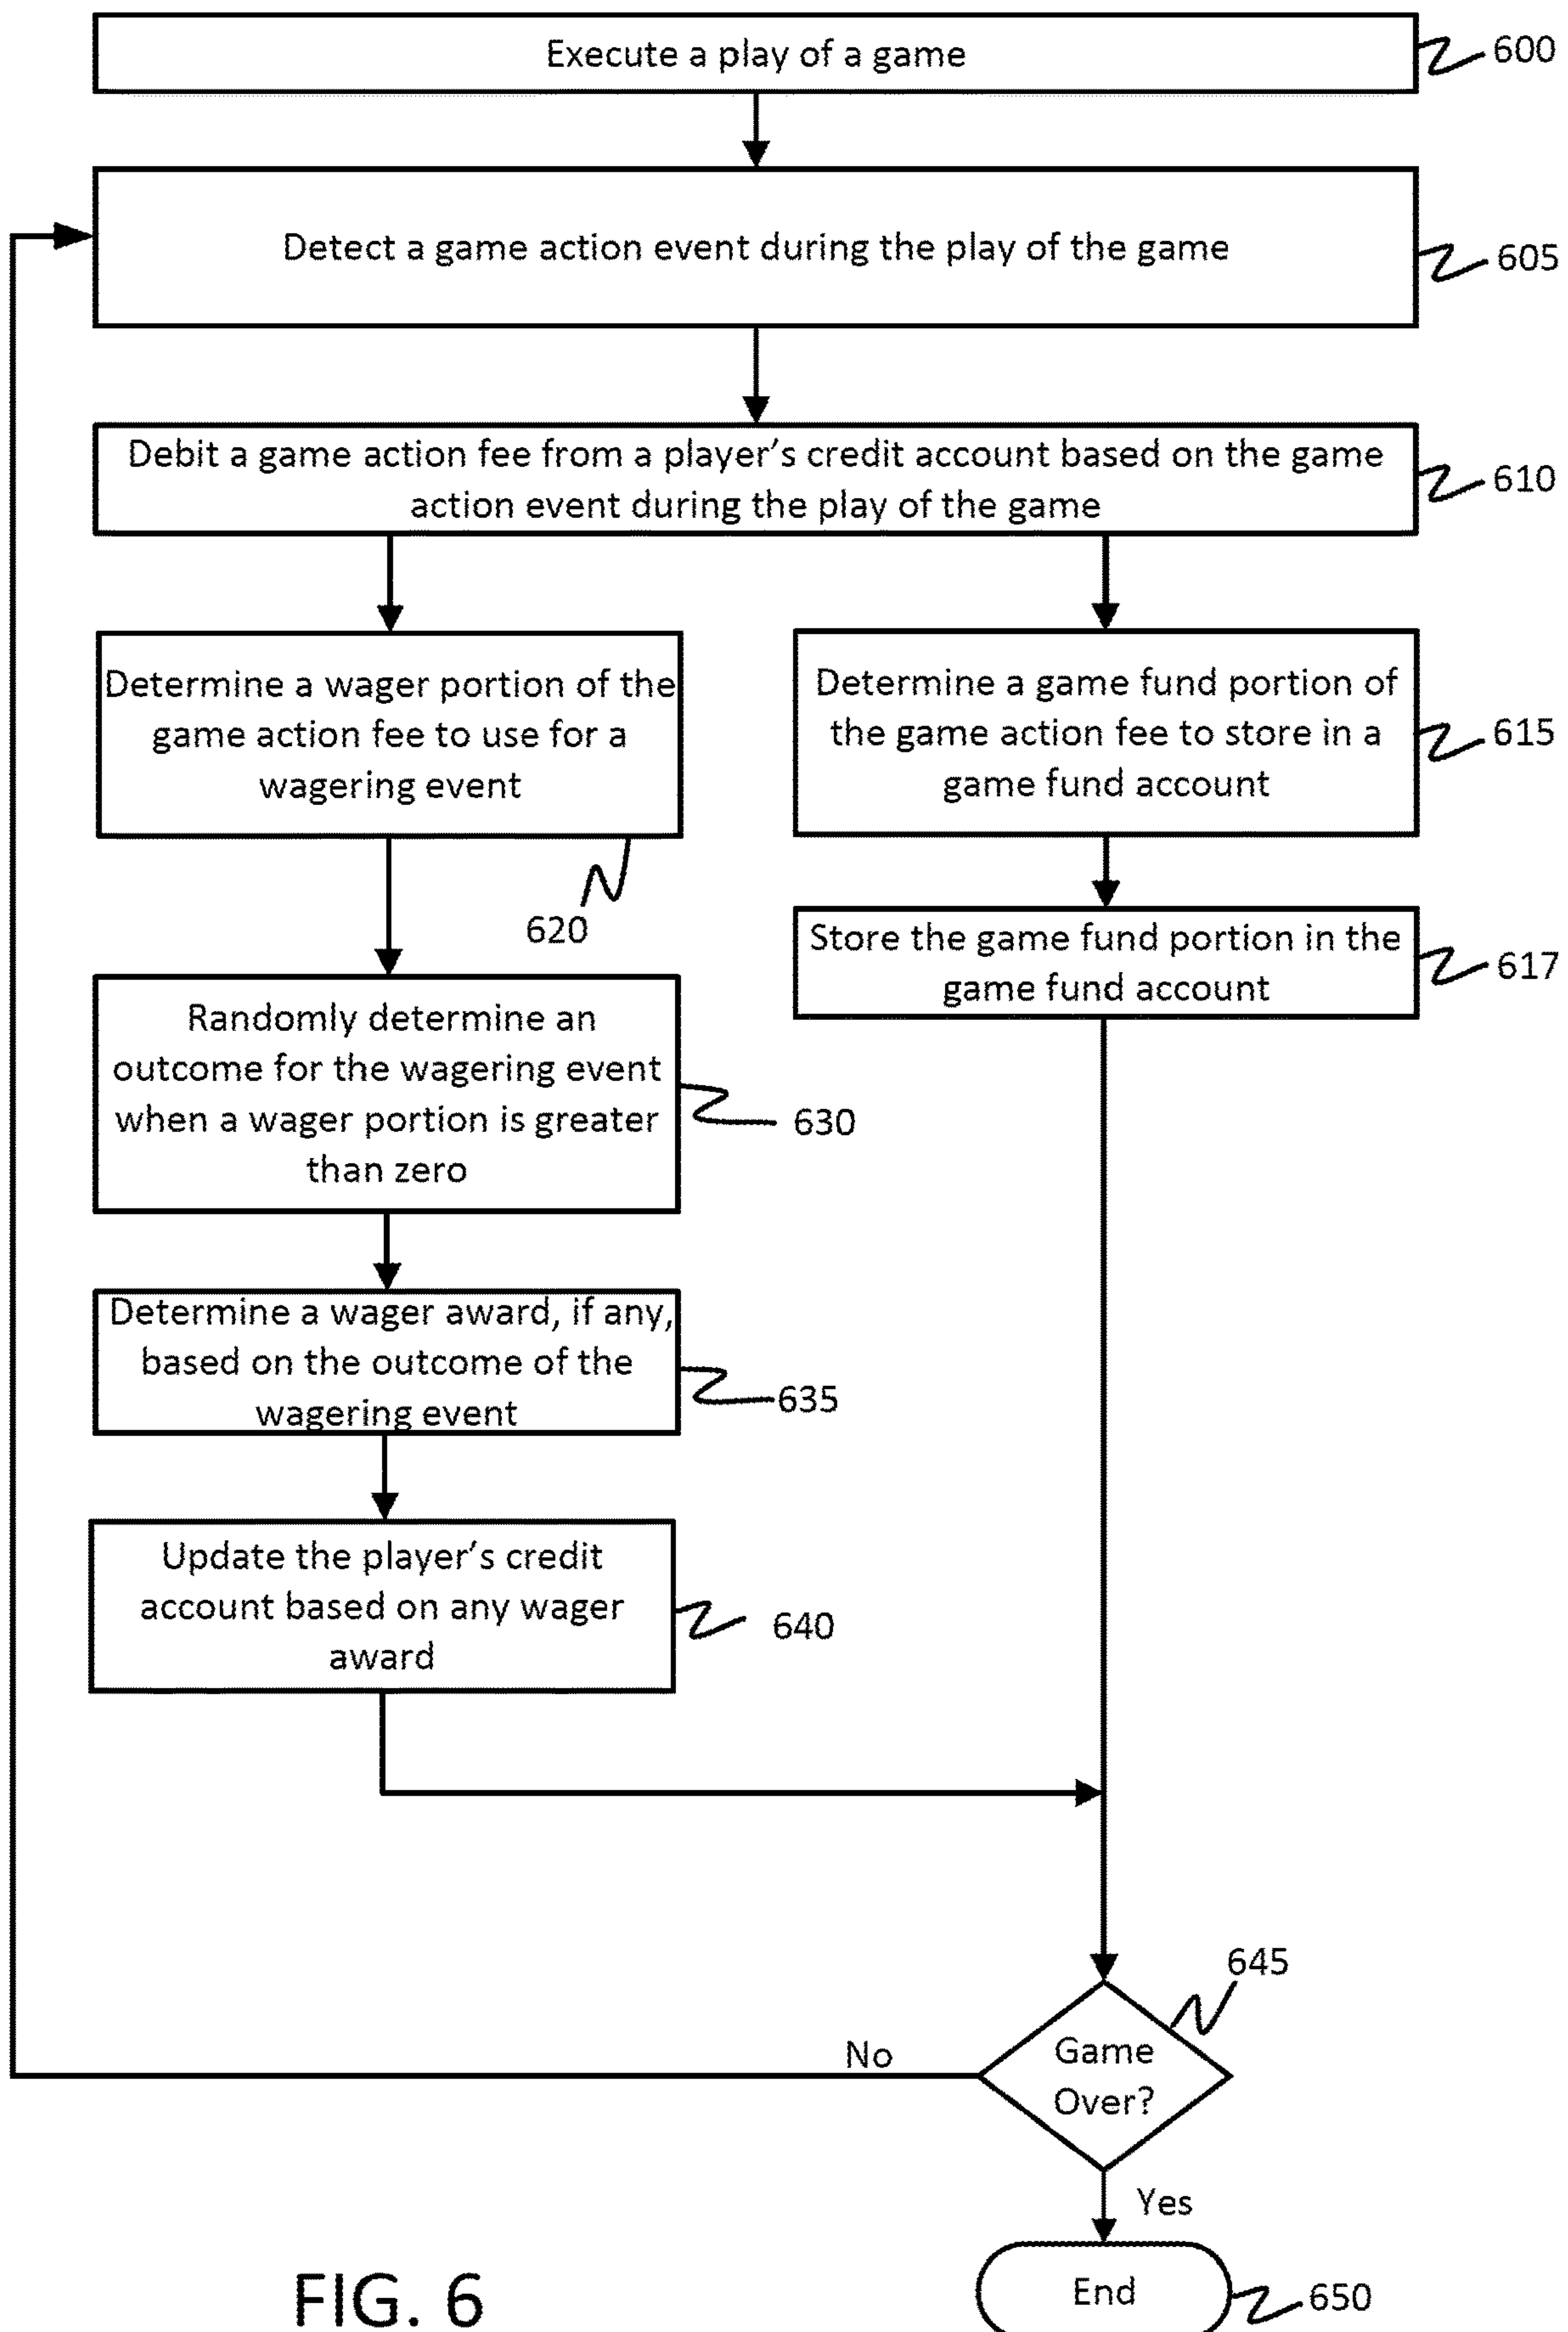 Execute a play of a game
600
Detect a game action event during the play of the game
605
Debit a game action fee from a player's credit account based on the game
action event during the play of the game
610
Determine a wager portion of the
game action fee to use for a
wagering event
620
Determine a game fund portion of
the game action fee to store in a
game fund account
615
Store the game fund portion in the
game fund account
617
Randomly determine an
outcome for the wagering event
when a wager portion is greater
than zero
630
Determine a wager award, if any,
based on the outcome of the
wagering event
635
Update the player's credit
account based on any wager
award
640
645
Game
Over?
No
Yes
End
650
FIG. 6